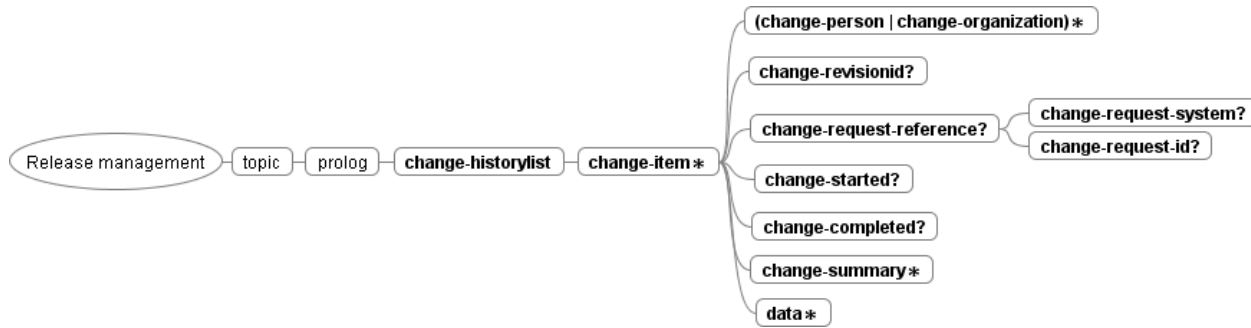 Release management
topic
prolog
change-historylist
change-item*
(change-person | change-organization)*
change-revisionid?
change-request-reference?
change-request-system?
change-request-id?
change-started?
change-completed?
change-summary*
data*